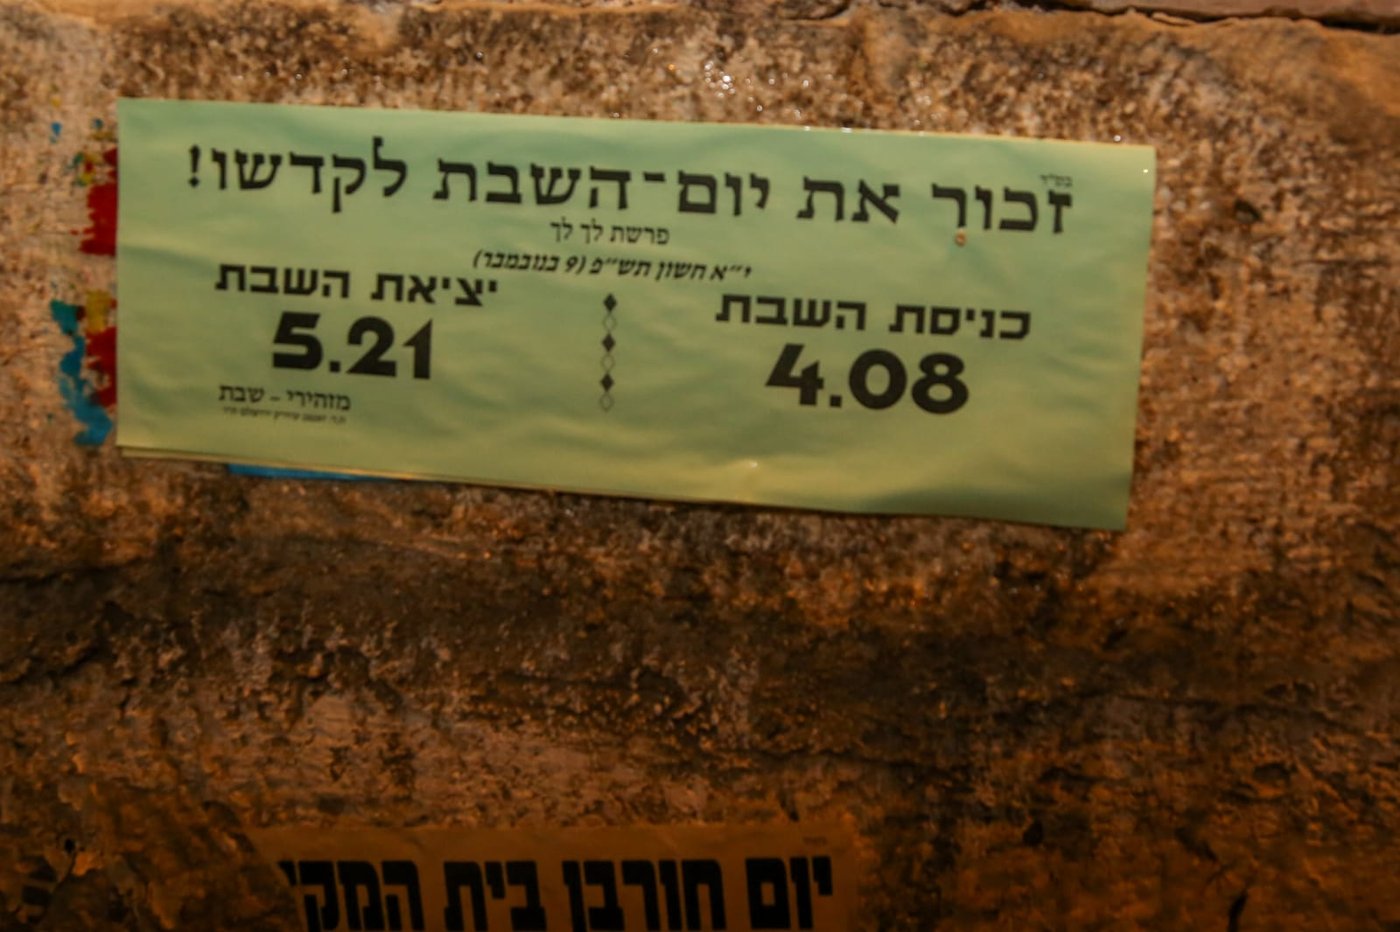 בס״ד
זכור את יום־השבת לקדשו!
פרשת לך לך
י״א חשון תש״פ (9 בנובמבר)
כניסת השבת
4.08
יציאת השבת
5.21
מזהירי - שבת
יום חורבן בית המק